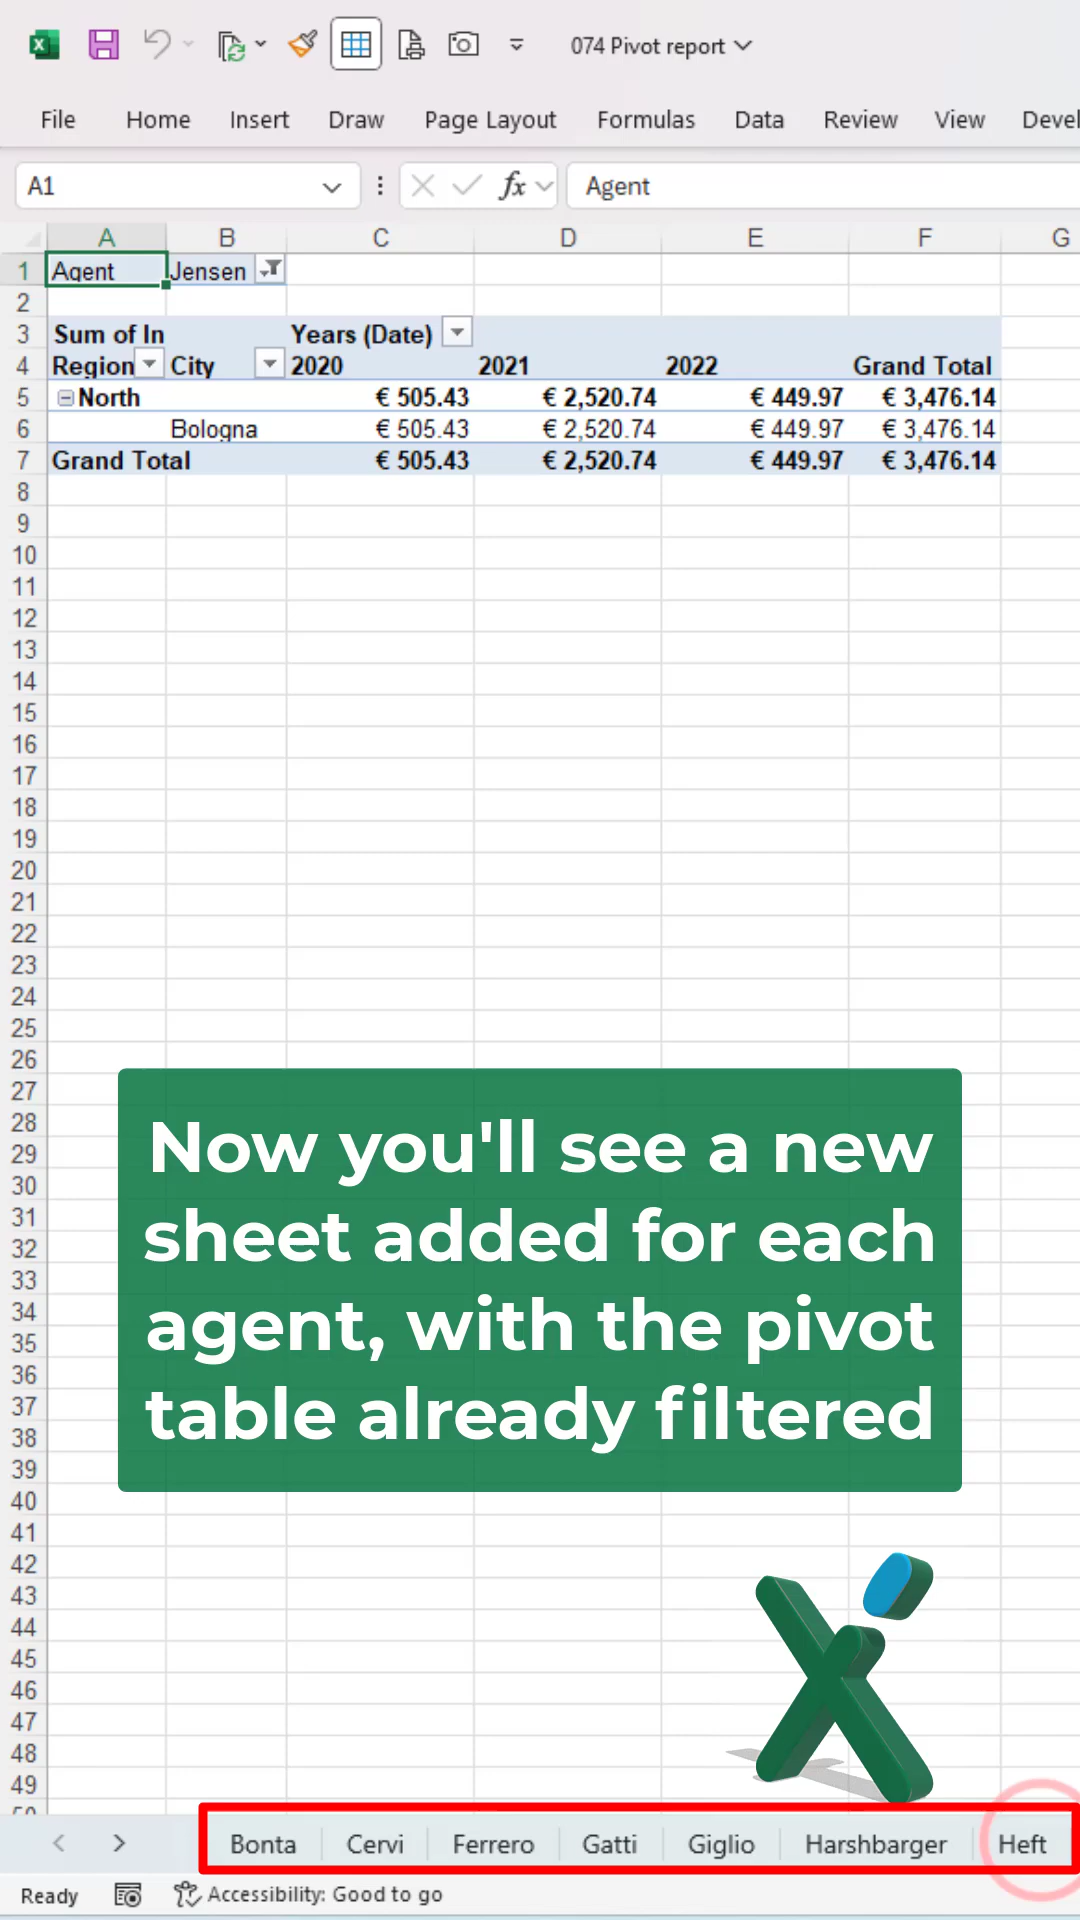 074 Pivot report
File Home Insert Draw Page Layout Formulas Data Review View Devel
A1 fx Agent
A B C D E F G
1 Agent Jensen
2
3 Sum of In Years (Date)
4 Region City 2020 2021 2022 Grand Total
5 North € 505.43 € 2,520.74 € 449.97 € 3,476.14
6 Bologna € 505.43 € 2,520.74 € 449.97 € 3,476.14
7 Grand Total € 505.43 € 2,520.74 € 449.97 € 3,476.14
8
9
10
11
12
13
14
15
16
17
18
19
20
21
22
23
24
25
26
27
28
29
30
31
32
33
34
35
36
37
38
39
40
41
42
43
44
45
46
47
48
49
50
Now you'll see a new
sheet added for each
agent, with the pivot
table already filtered
Bonta Cervi Ferrero Gatti Giglio Harshbarger Heft
Ready Accessibility: Good to go